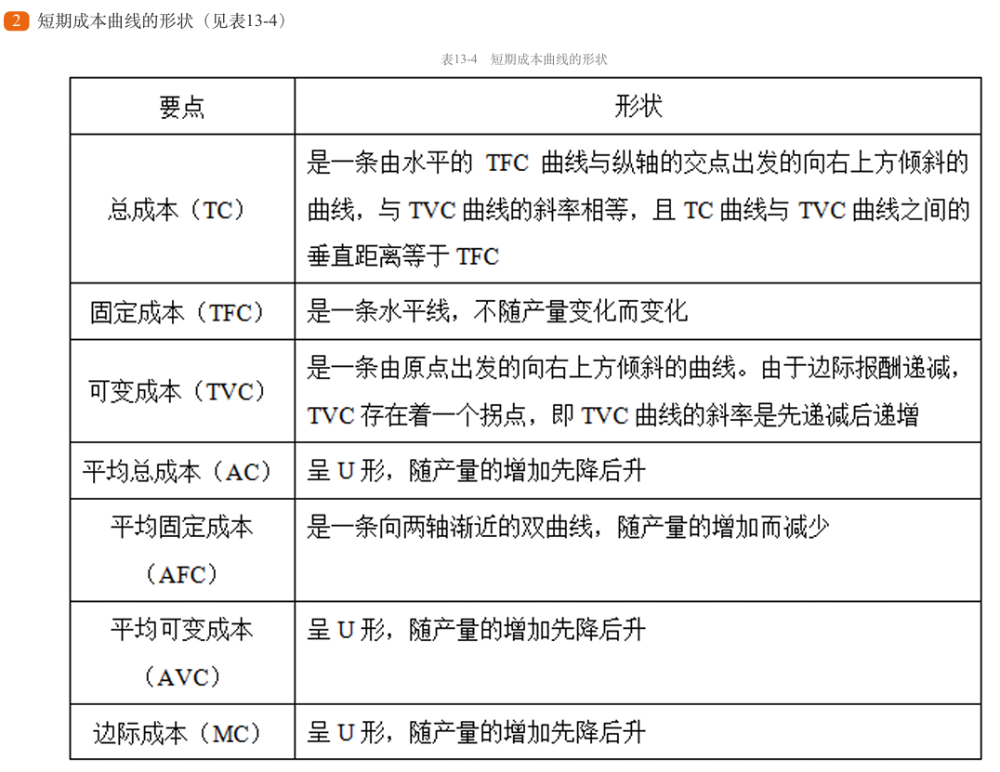 2 短期成本曲线的形状（见表13-4）
表13-4 短期成本曲线的形状
要点
形状
总成本（TC）
是一条由水平的 TFC 曲线与纵轴的交点出发的向右上方倾斜的
曲线，与 TVC 曲线的斜率相等，且 TC 曲线与 TVC 曲线之间的
垂直距离等于 TFC
固定成本（TFC）
是一条水平线，不随产量变化而变化
可变成本（TVC）
是一条由原点出发的向右上方倾斜的曲线。由于边际报酬递减，
TVC 存在着一个拐点，即 TVC 曲线的斜率是先递减后递增
平均总成本（AC）
呈 U 形，随产量的增加先降后升
平均固定成本
（AFC）
是一条向两轴渐近的双曲线，随产量的增加而减少
平均可变成本
（AVC）
呈 U 形，随产量的增加先降后升
边际成本（MC）
呈 U 形，随产量的增加先降后升